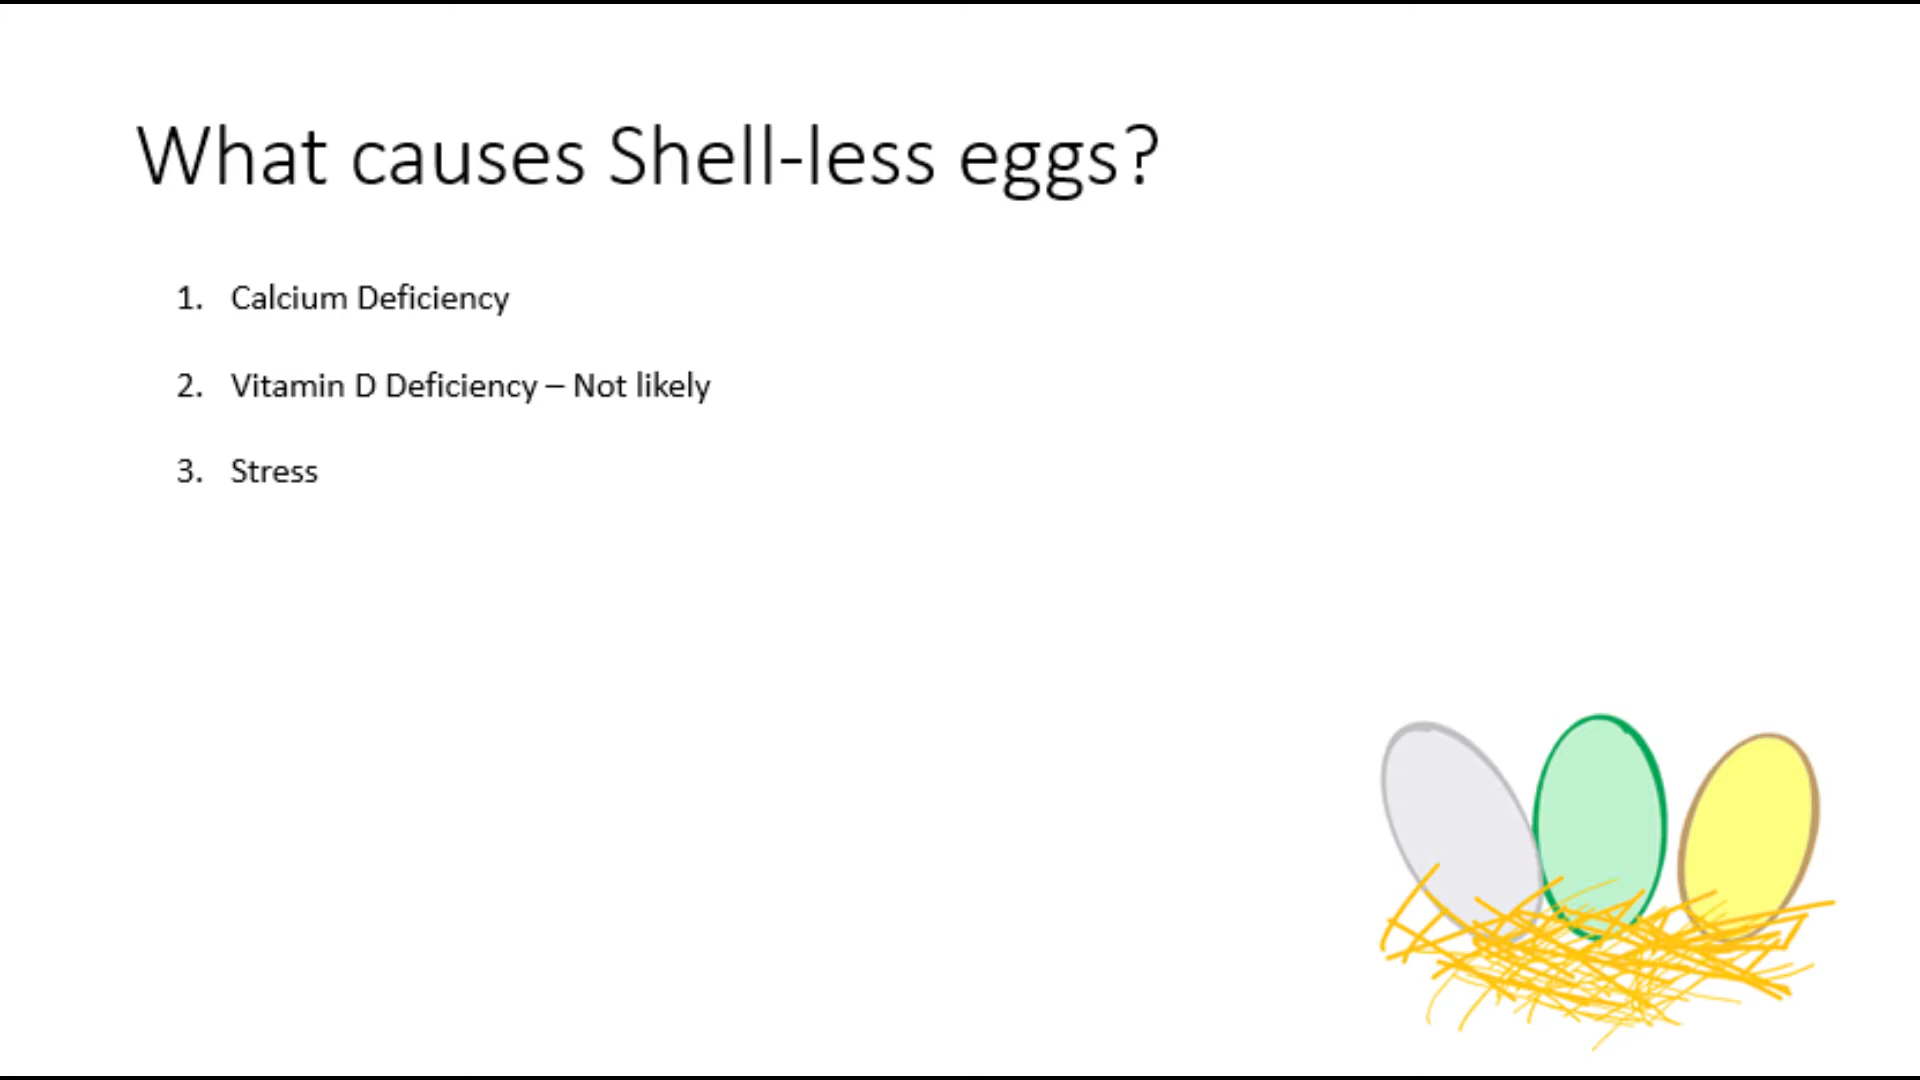 What causes Shell-less eggs?
1. Calcium Deficiency
2. Vitamin D Deficiency – Not likely
3. Stress